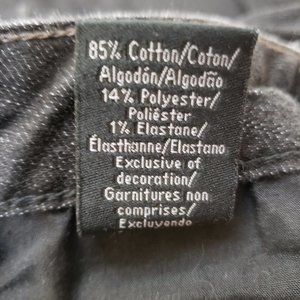 85% Cotton/Coton/
Algodón/Algodão
14% Polyester/
Poliéster
1% Elastane/
Élasthanne/Elastano
Exclusive of
decoration/
Garnitures non
comprises/
Excluyendo